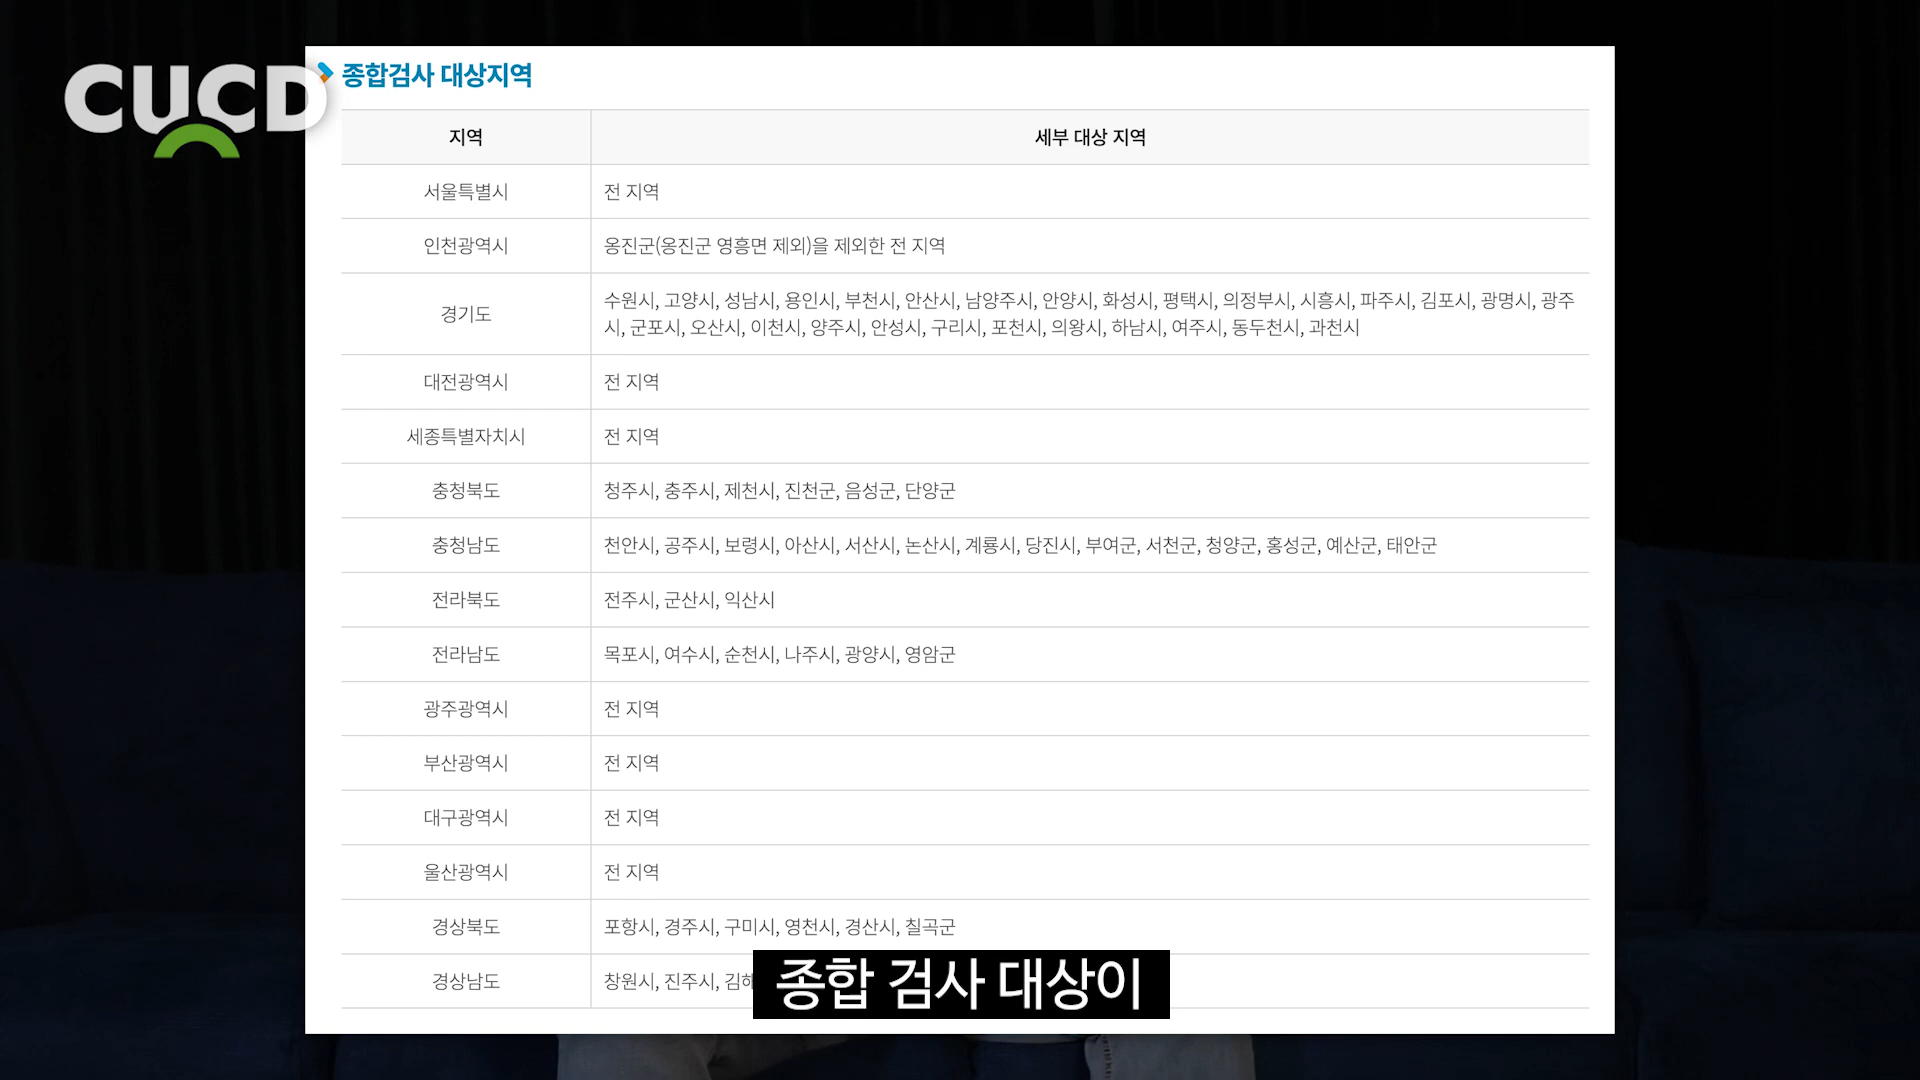 CUCD
종합검사 대상지역
지역 세부 대상 지역
서울특별시 전 지역
인천광역시 옹진군(옹진군 영흥면 제외)을 제외한 전 지역
경기도 수원시, 고양시, 성남시, 용인시, 부천시, 안산시, 남양주시, 안양시, 화성시, 평택시, 의정부시, 시흥시, 파주시, 김포시, 광명시, 광주
시, 군포시, 오산시, 이천시, 양주시, 안성시, 구리시, 포천시, 의왕시, 하남시, 여주시, 동두천시, 과천시
대전광역시 전 지역
세종특별자치시 전 지역
충청북도 청주시, 충주시, 제천시, 진천군, 음성군, 단양군
충청남도 천안시, 공주시, 보령시, 아산시, 서산시, 논산시, 계룡시, 당진시, 부여군, 서천군, 청양군, 홍성군, 예산군, 태안군
전라북도 전주시, 군산시, 익산시
전라남도 목포시, 여수시, 순천시, 나주시, 광양시, 영암군
광주광역시 전 지역
부산광역시 전 지역
대구광역시 전 지역
울산광역시 전 지역
경상북도 포항시, 경주시, 구미시, 영천시, 경산시, 칠곡군
경상남도 창원시, 진주시,
종합 검사 대상이